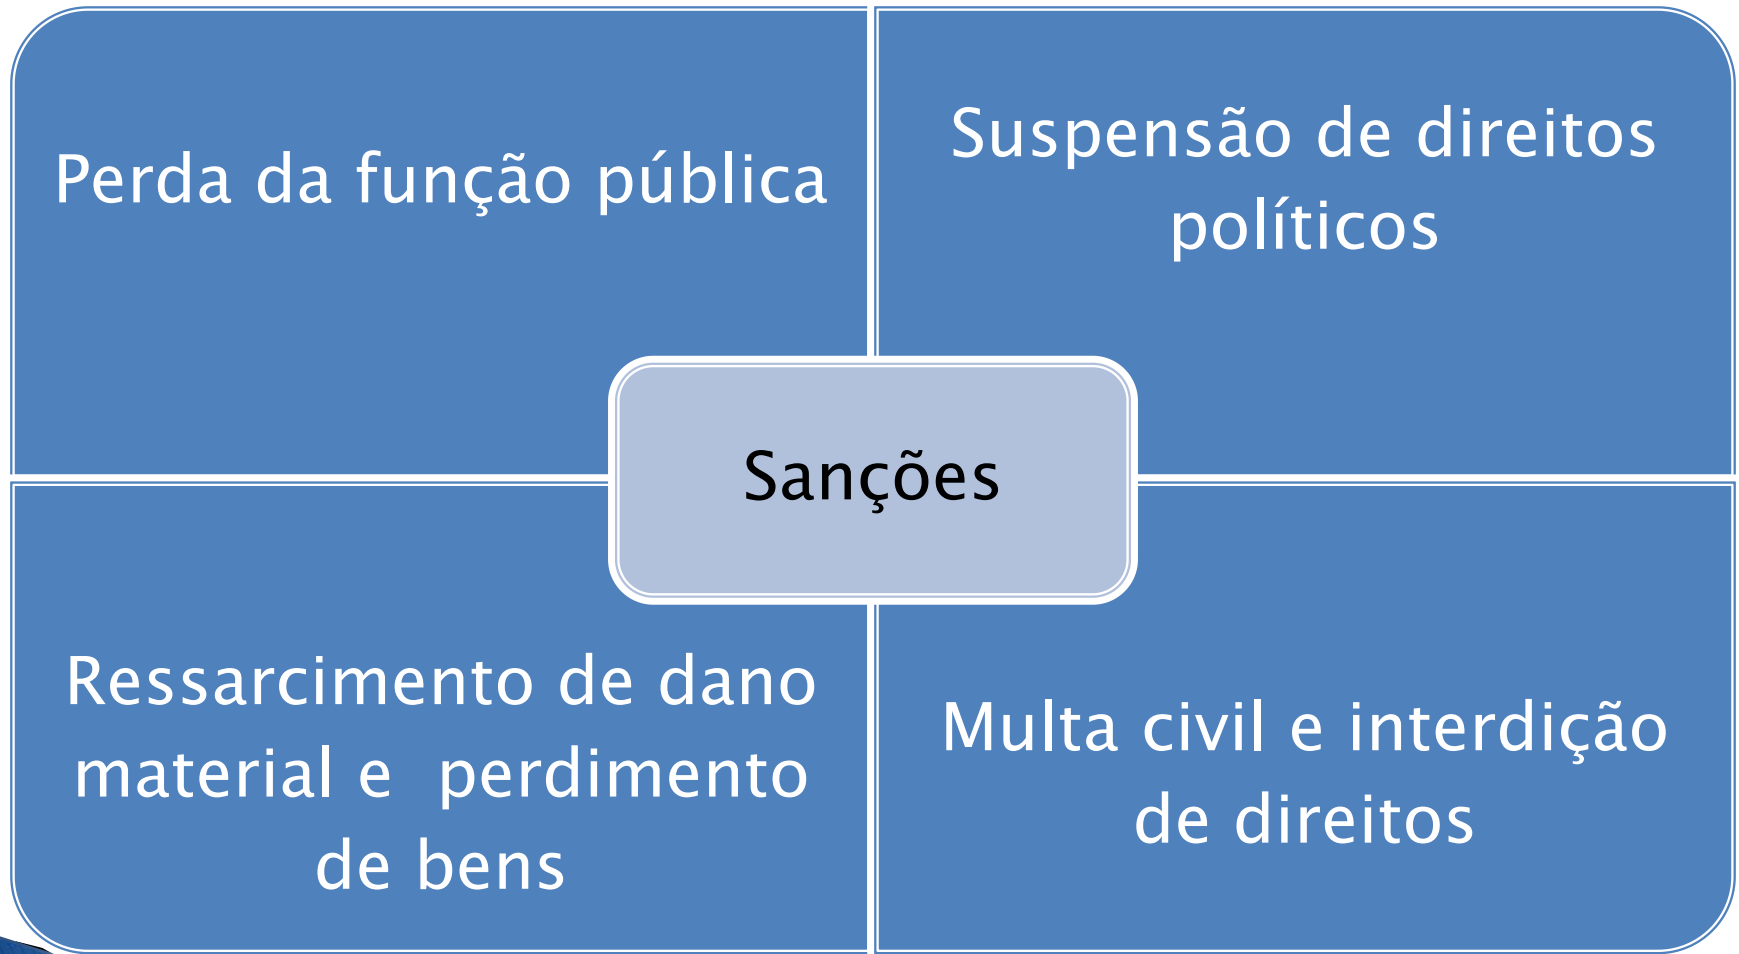 Perda da função pública
Suspensão de direitos
políticos
Sanções
Ressarcimento de dano
material e perdimento
de bens
Multa civil e interdição
de direitos